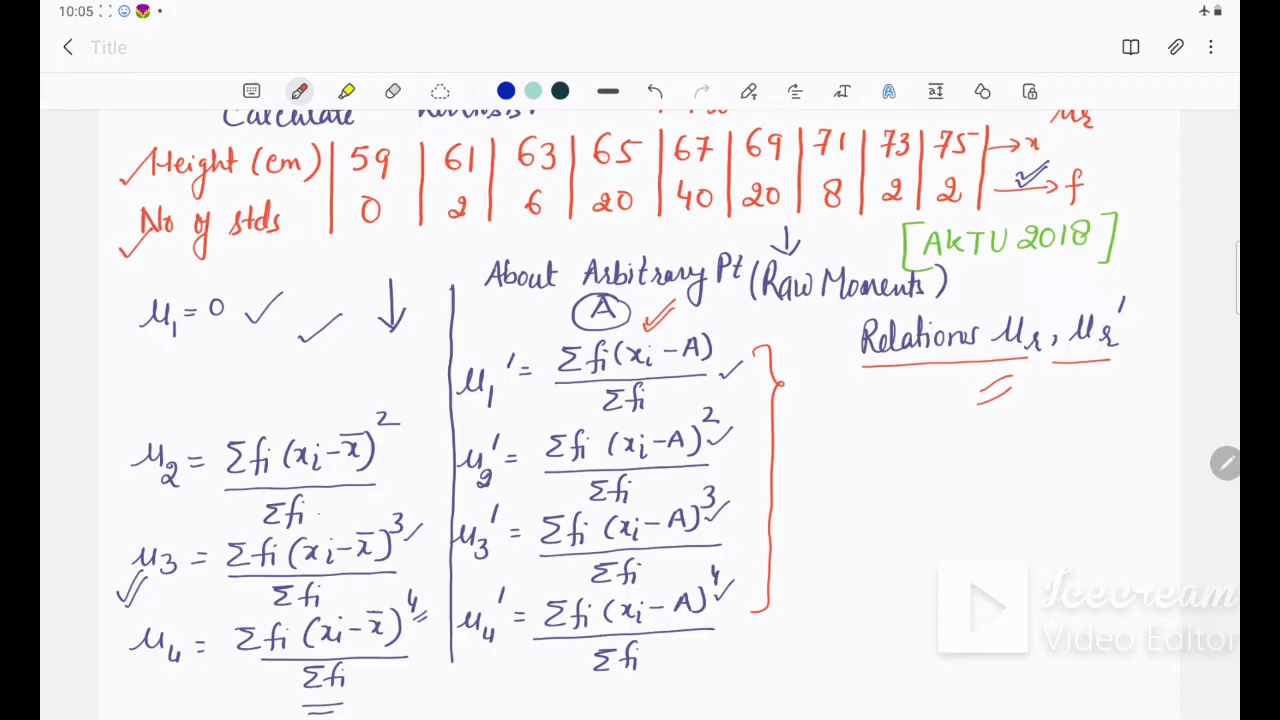 10:05
Title
Calculate Kurtosis:
μr
Height (cm) | 59 | 61 | 63 | 65 | 67 | 69 | 71 | 73 | 75 | → x
No of stds | 0 | 2 | 6 | 20 | 40 | 20 | 8 | 2 | 2 | → f
[AKTU 2018]
About Arbitrary Pt (Raw Moments)
A
μ₁ = 0
Relations μr, μr'
μ₁' = Σfi(xi-A) / Σfi
μ₂ = Σfi(xi-x̄)² / Σfi
μ₂' = Σfi(xi-A)² / Σfi
μ₃ = Σfi(xi-x̄)³ / Σfi
μ₃' = Σfi(xi-A)³ / Σfi
μ₄ = Σfi(xi-x̄)⁴ / Σfi
μ₄' = Σfi(xi-A)⁴ / Σfi
Icecream
Video Editor